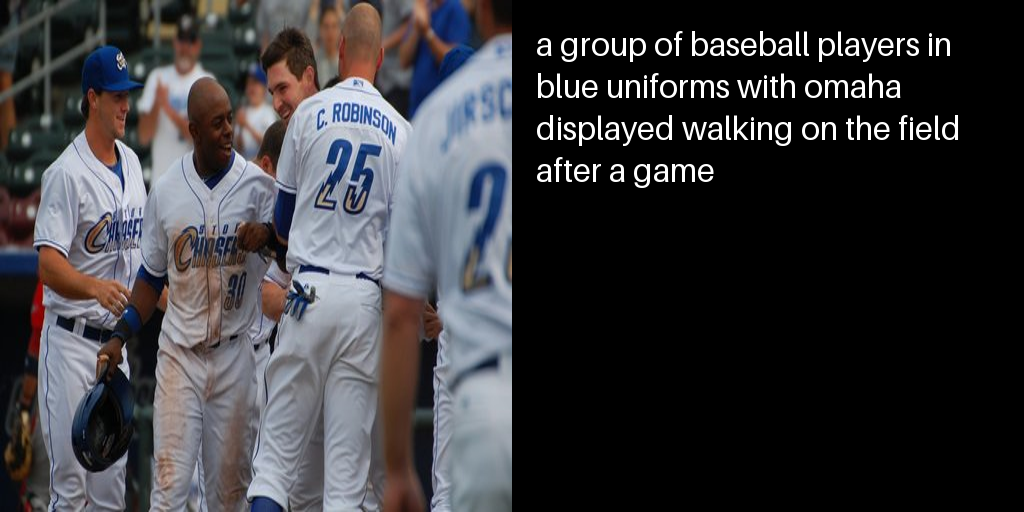 C. ROBINSON
25
STORM
CHASERS
30
a group of baseball players in
blue uniforms with omaha
displayed walking on the field
after a game